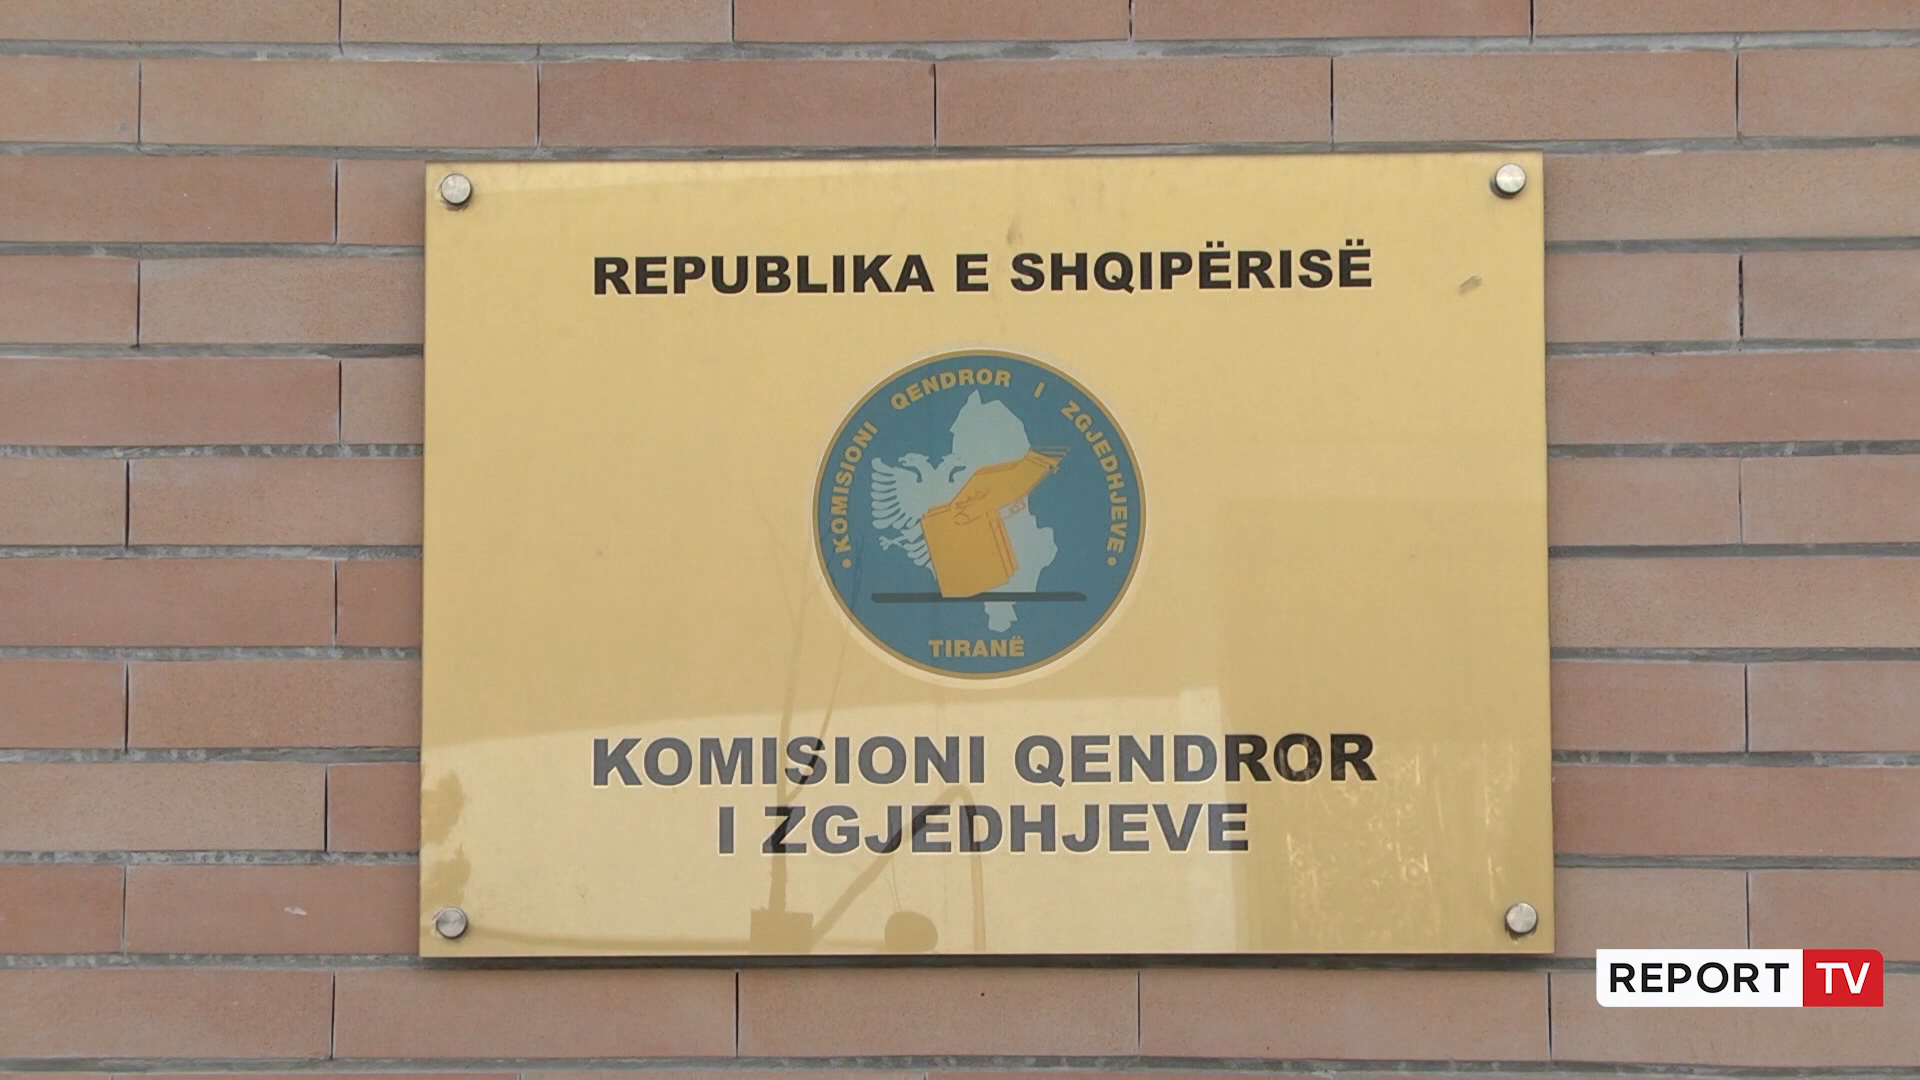 REPUBLIKA E SHQIPËRISË
• KOMISIONI QENDROR I ZGJEDHJEVE •
TIRANË
KOMISIONI QENDROR
I ZGJEDHJEVE
REPORT TV